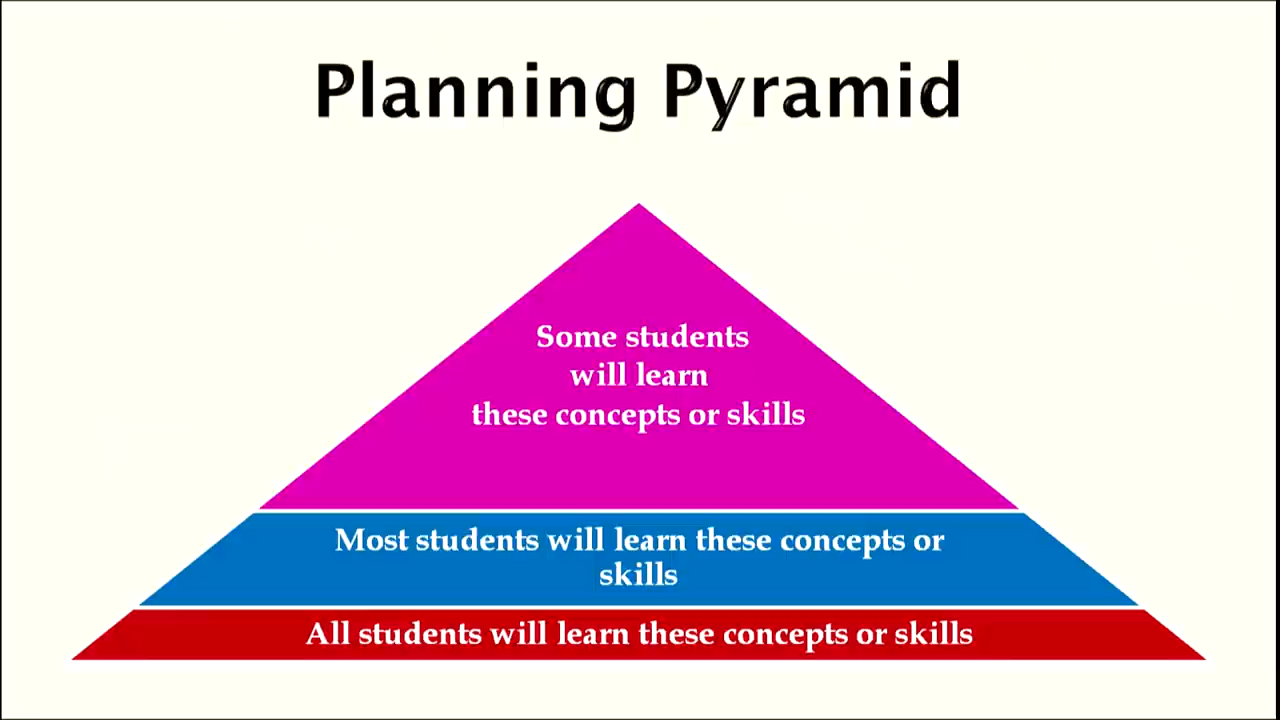 Planning Pyramid
Some students
will learn
these concepts or skills
Most students will learn these concepts or
skills
All students will learn these concepts or skills